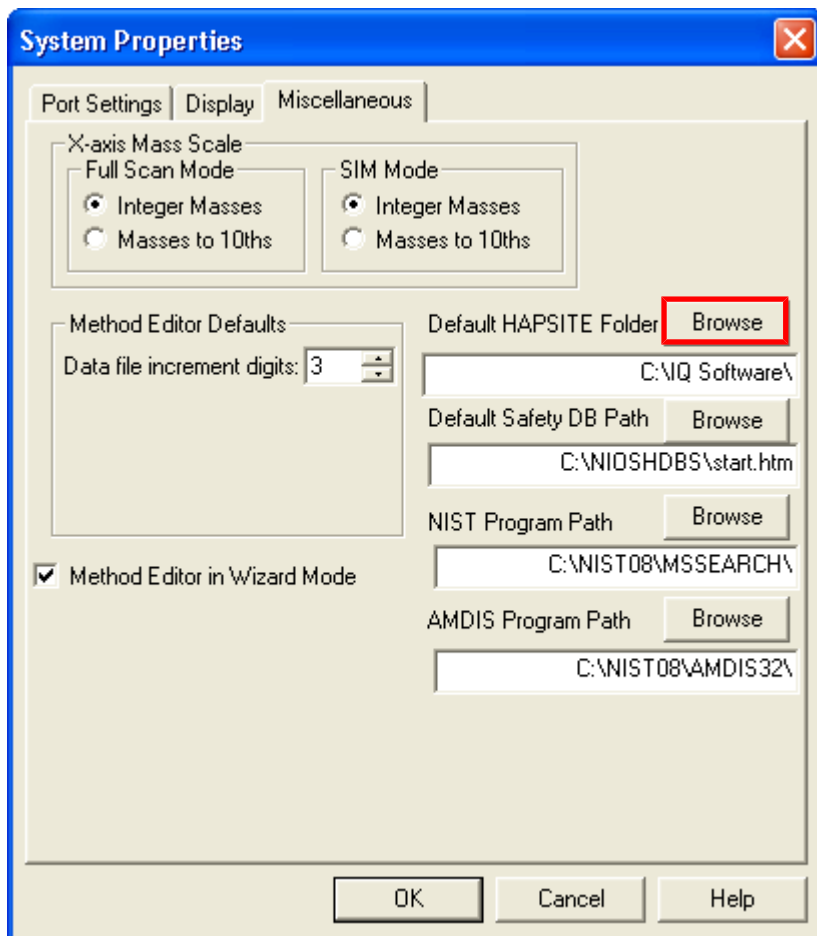 System Properties
Port Settings
Display
Miscellaneous
X-axis Mass Scale
Full Scan Mode
Integer Masses
Masses to 10ths
SIM Mode
Integer Masses
Masses to 10ths
Method Editor Defaults
Data file increment digits: 3
Method Editor in Wizard Mode
Default HAPSITE Folder Browse
C:\IQ Software\
Default Safety DB Path Browse
C:\NIOSHDBS\start.htm
NIST Program Path Browse
C:\NIST08\MSSEARCH\
AMDIS Program Path Browse
C:\NIST08\AMDIS32\
OK Cancel Help